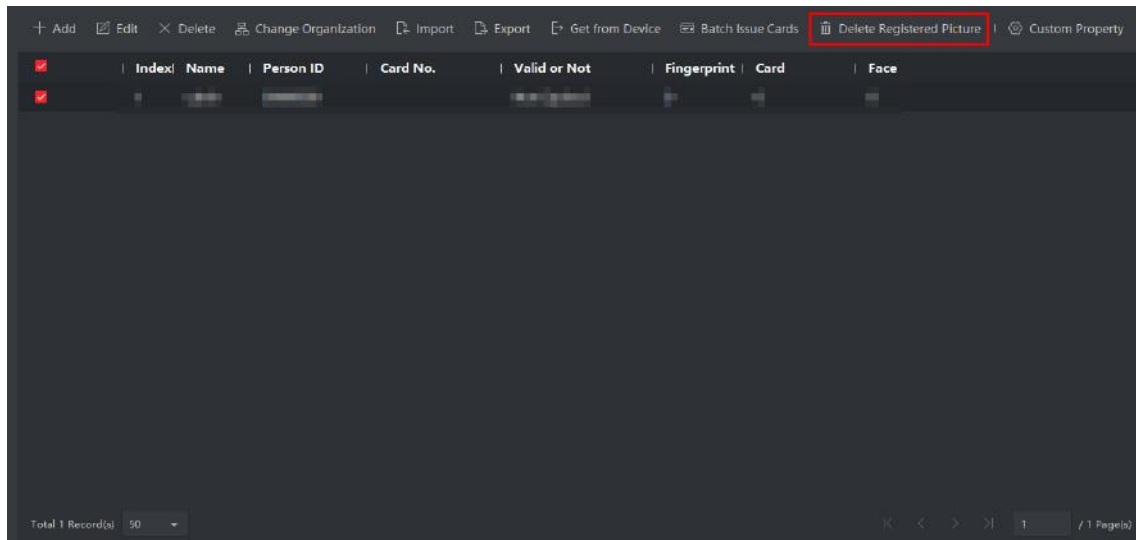 Add Edit Delete Change Organization Import Export Get from Device Batch Issue Cards Delete Registered Picture Custom Property
Index Name Person ID Card No. Valid or Not Fingerprint Card Face
Total 1 Record(s) 50 1 / 1 Page(s)